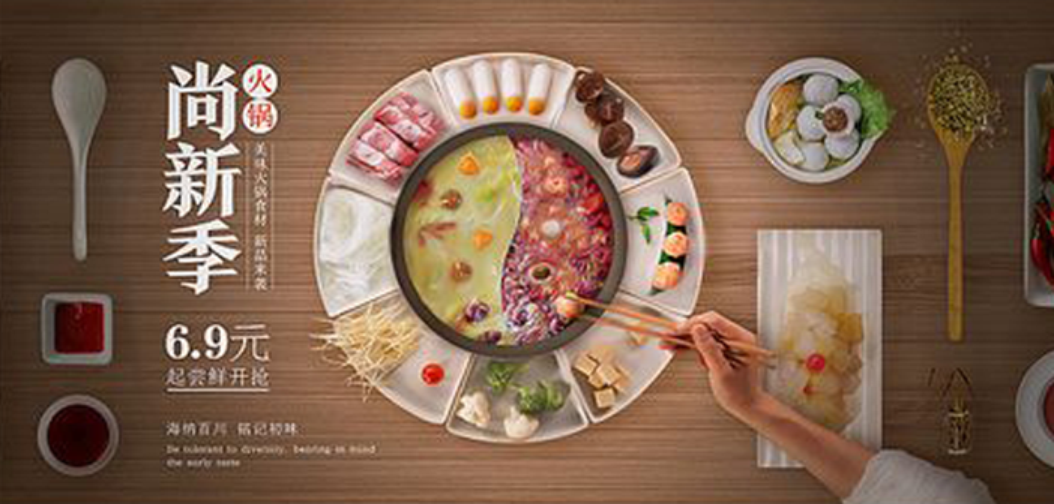 尚新季
火锅
美味火锅食材 新品来袭
6.9元
起尝鲜开抢
海纳百川 铭记初味
Be tolerant to diversity, bearing in mind
the early taste